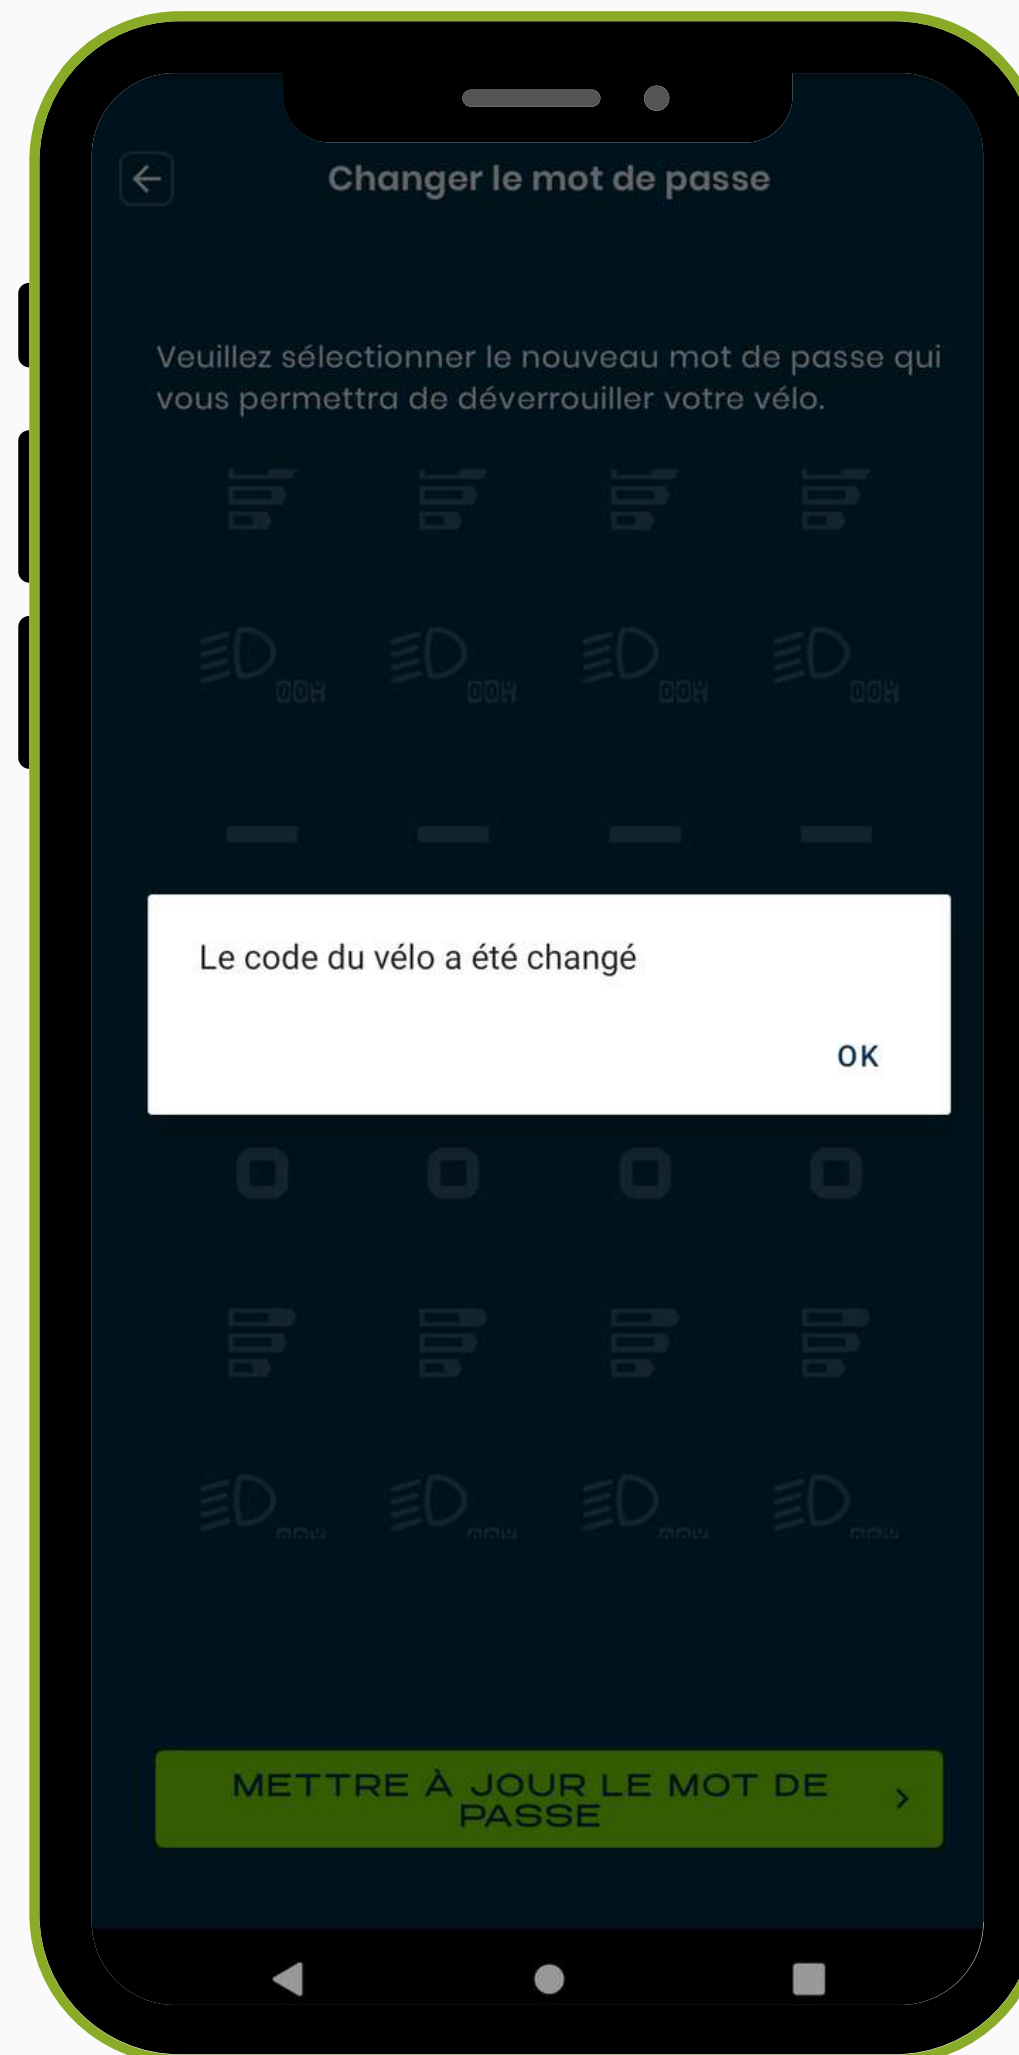 Changer le mot de passe
Veuillez sélectionner le nouveau mot de passe qui
vous permettra de déverrouiller votre vélo.
Le code du vélo a été changé
OK
METTRE À JOUR LE MOT DE
PASSE